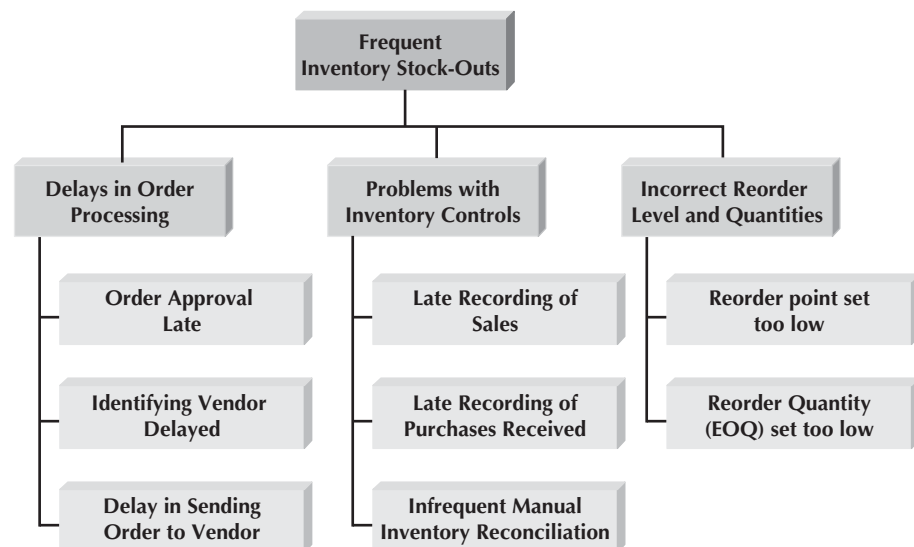 Frequent
Inventory Stock-Outs
Delays in Order
Processing
Order Approval
Late
Identifying Vendor
Delayed
Delay in Sending
Order to Vendor
Problems with
Inventory Controls
Late Recording of
Sales
Late Recording of
Purchases Received
Infrequent Manual
Inventory Reconciliation
Incorrect Reorder
Level and Quantities
Reorder point set
too low
Reorder Quantity
(EOQ) set too low